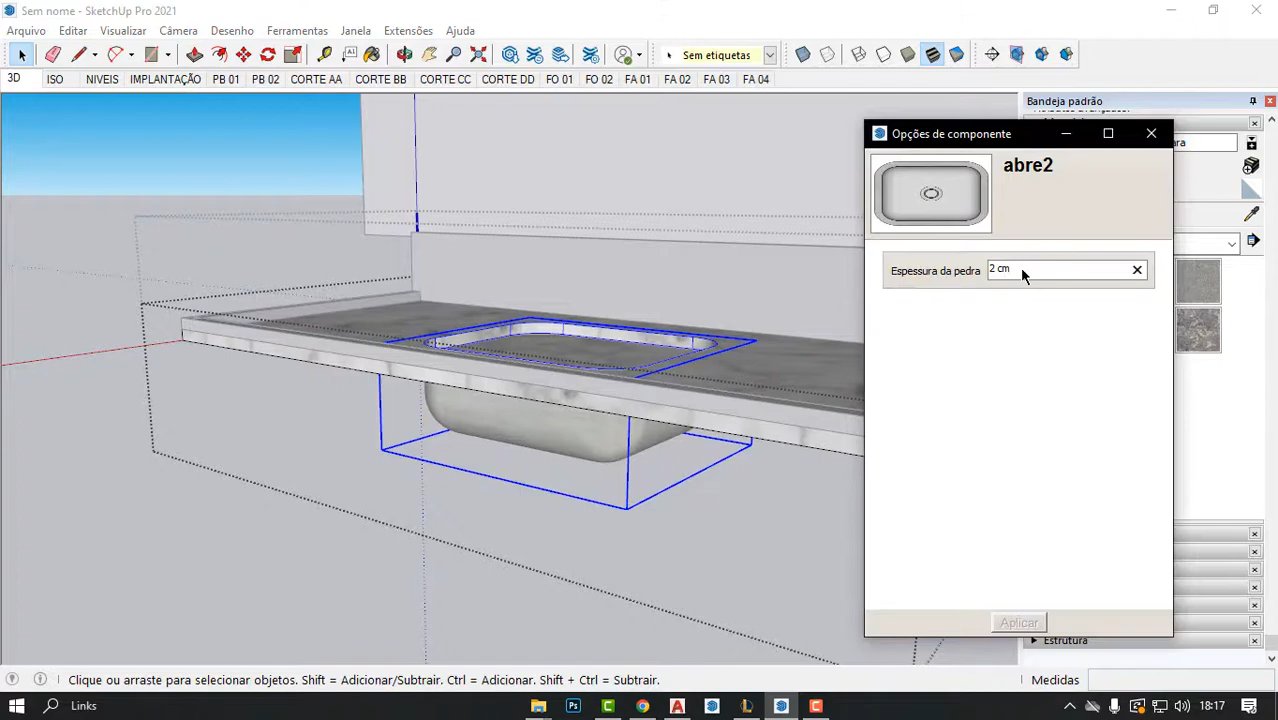 Sem nome - SketchUp Pro 2021
Arquivo Editar Visualizar Câmera Desenho Ferramentas Janela Extensões Ajuda
Sem etiquetas
3D ISO NIVEIS IMPLANTAÇÃO PB 01 PB 02 CORTE AA CORTE BB CORTE CC CORTE DD FO 01 FO 02 FA 01 FA 02 FA 03 FA 04
Bandeja padrão
Opções de componente
abre2
Espessura da pedra 2 cm
Aplicar
Estrutura
Clique ou arraste para selecionar objetos. Shift = Adicionar/Subtrair. Ctrl = Adicionar. Shift + Ctrl = Subtrair.
Medidas
Links
18:17